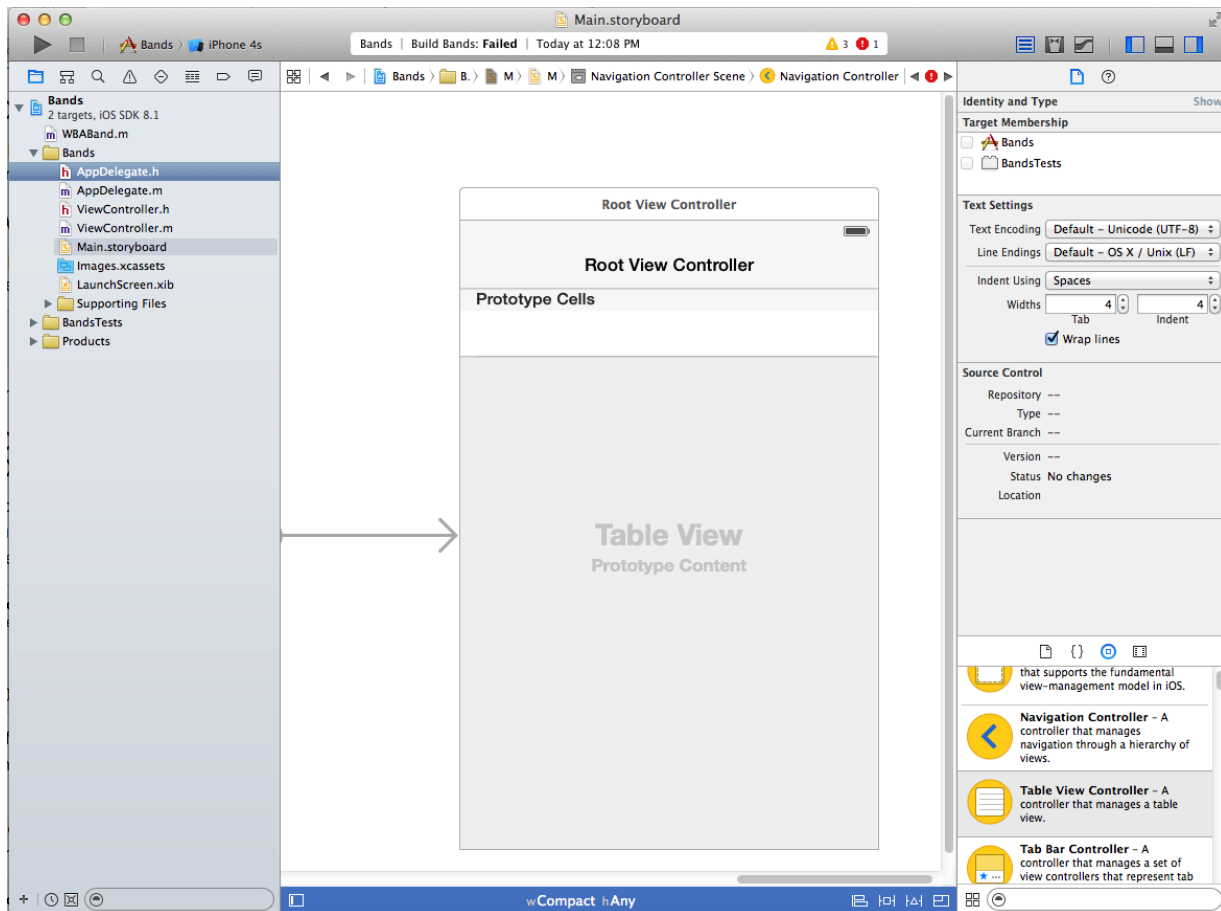 Main.storyboard
Bands 〉 iPhone 4s
Bands | Build Bands: Failed | Today at 12:08 PM
3 1
Bands 〉 B. 〉 M 〉 M 〉 Navigation Controller Scene 〉 Navigation Controller
Bands
2 targets, iOS SDK 8.1
m WBABand.m
Bands
h AppDelegate.h
m AppDelegate.m
h ViewController.h
m ViewController.m
Main.storyboard
Images.xcassets
LaunchScreen.xib
Supporting Files
BandsTests
Products
Root View Controller
Root View Controller
Prototype Cells
Table View
Prototype Content
wCompact hAny
Identity and Type Show
Target Membership
Bands
BandsTests
Text Settings
Text Encoding Default – Unicode (UTF-8)
Line Endings Default – OS X / Unix (LF)
Indent Using Spaces
Widths 4 4
Tab Indent
Wrap lines
Source Control
Repository --
Type --
Current Branch --
Version --
Status No changes
Location
{}
that supports the fundamental
view-management model in iOS.
Navigation Controller – A
controller that manages
navigation through a hierarchy of
views.
Table View Controller – A
controller that manages a table
view.
Tab Bar Controller – A
controller that manages a set of
view controllers that represent tab